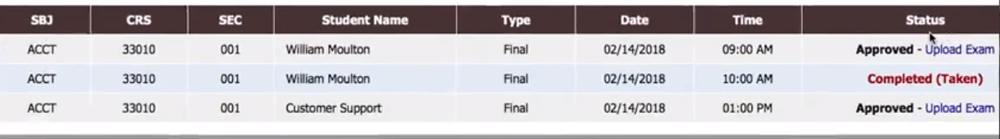 SBJ CRS SEC Student Name Type Date Time Status
ACCT 33010 001 William Moulton Final 02/14/2018 09:00 AM Approved - Upload Exam
ACCT 33010 001 William Moulton Final 02/14/2018 10:00 AM Completed (Taken)
ACCT 33010 001 Customer Support Final 02/14/2018 01:00 PM Approved - Upload Exam